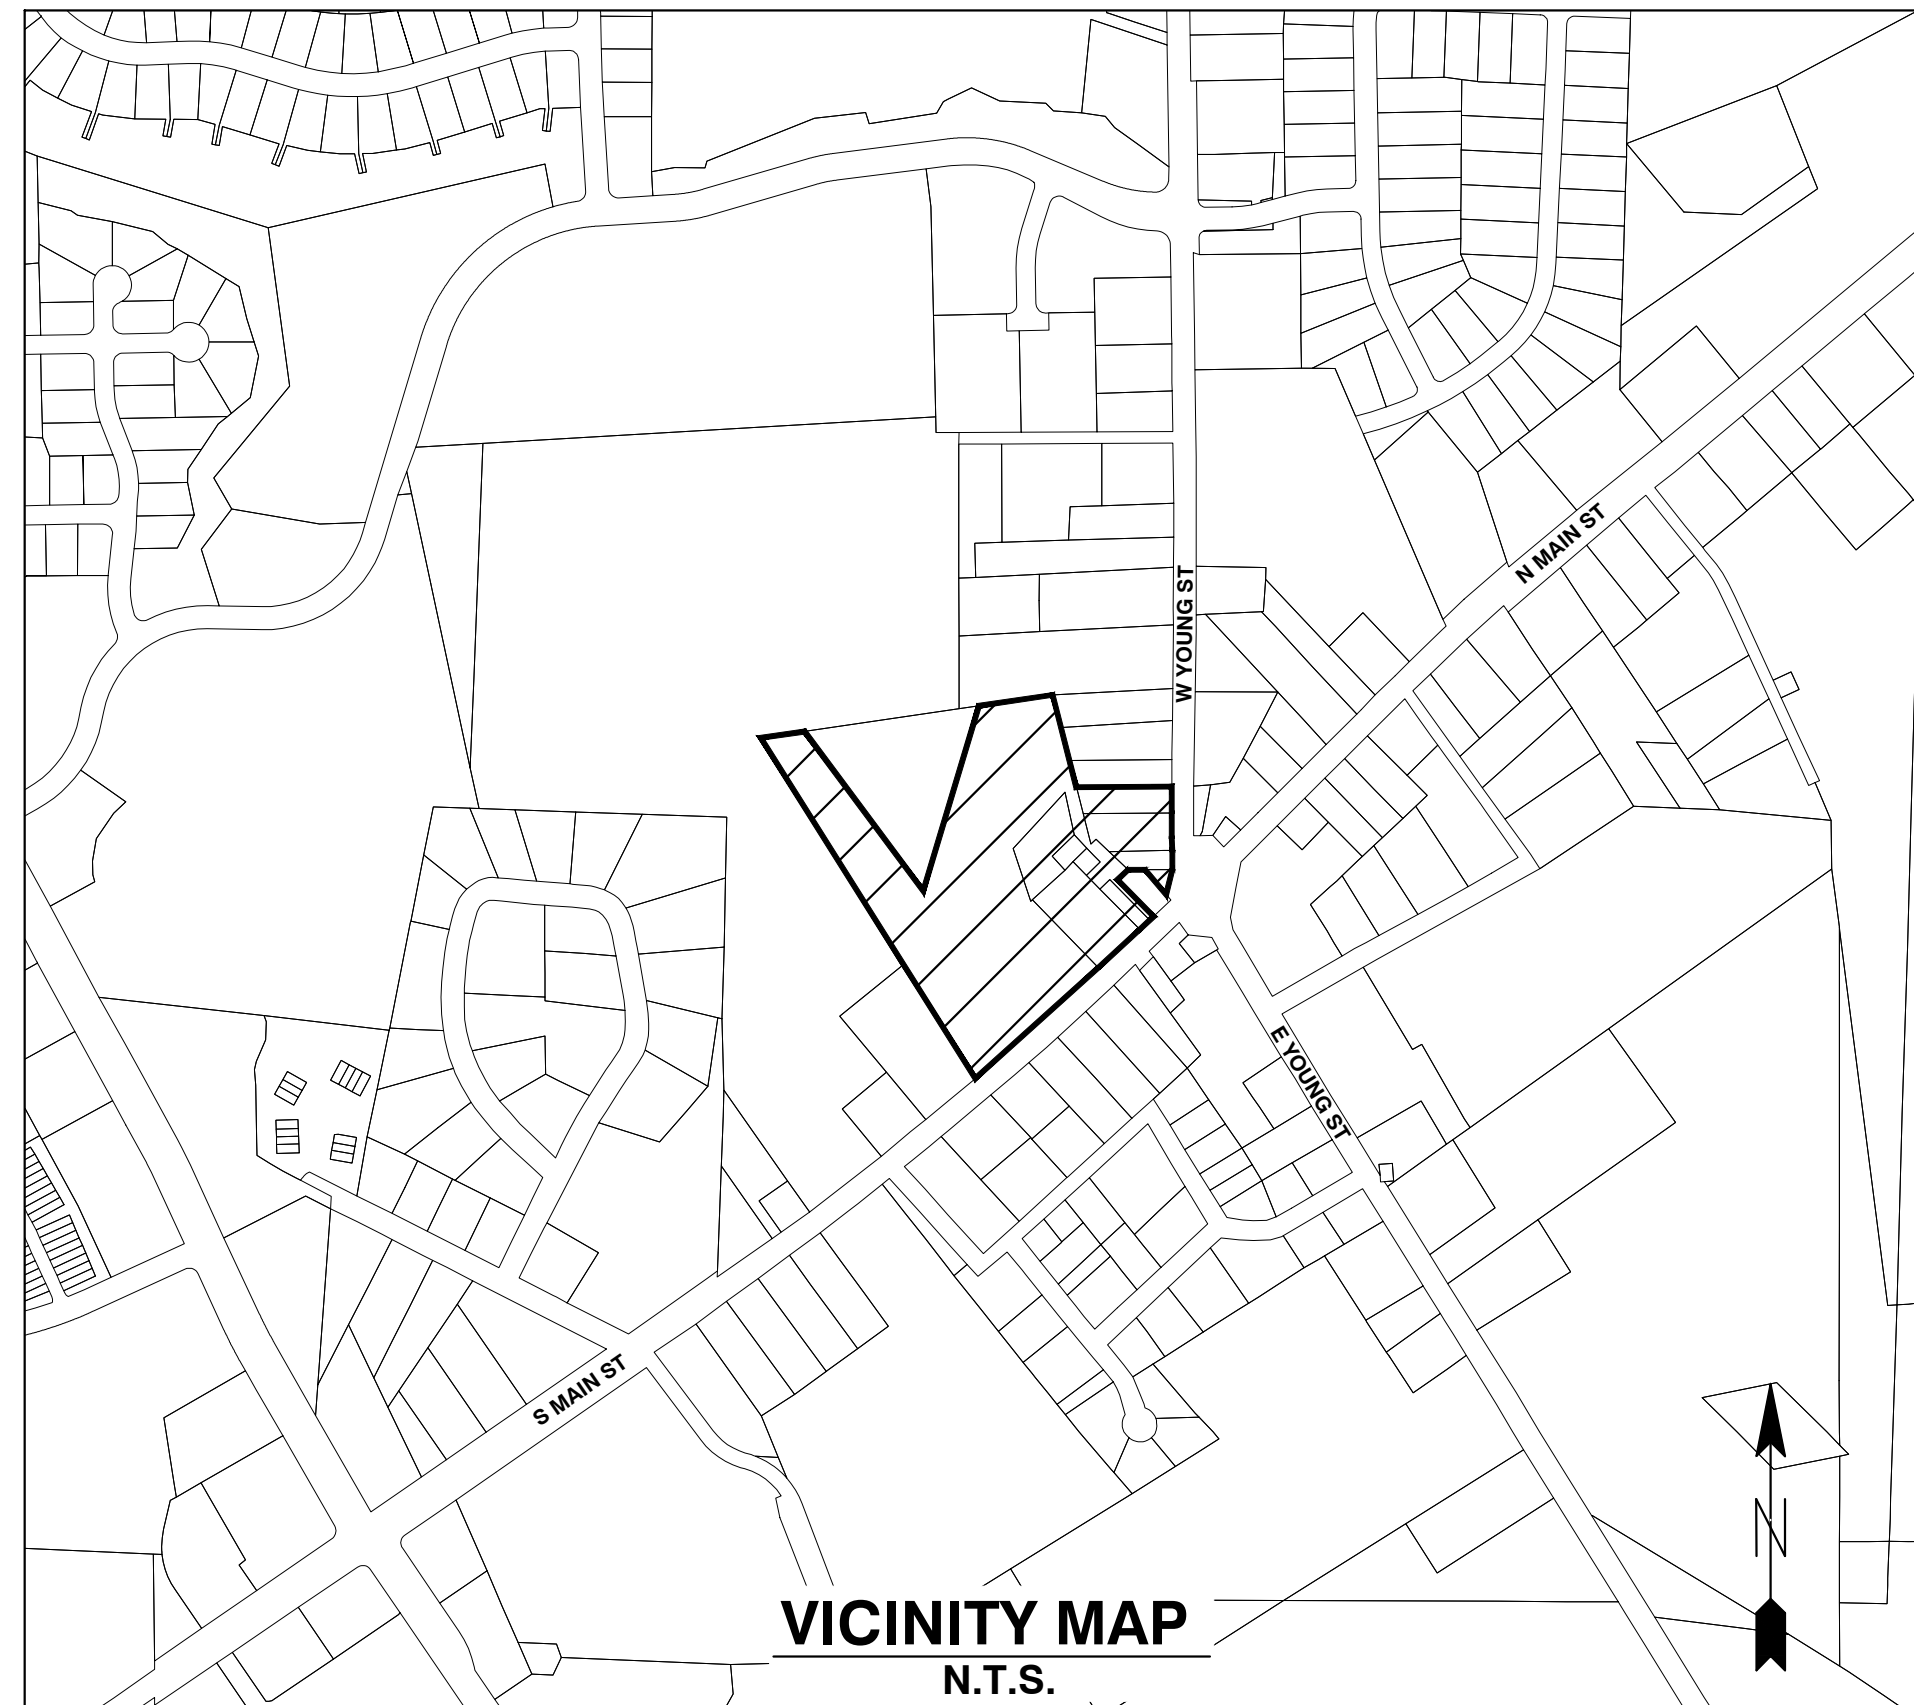 N MAIN ST
W YOUNG ST
E YOUNG ST
S MAIN ST
N
VICINITY MAP
N.T.S.